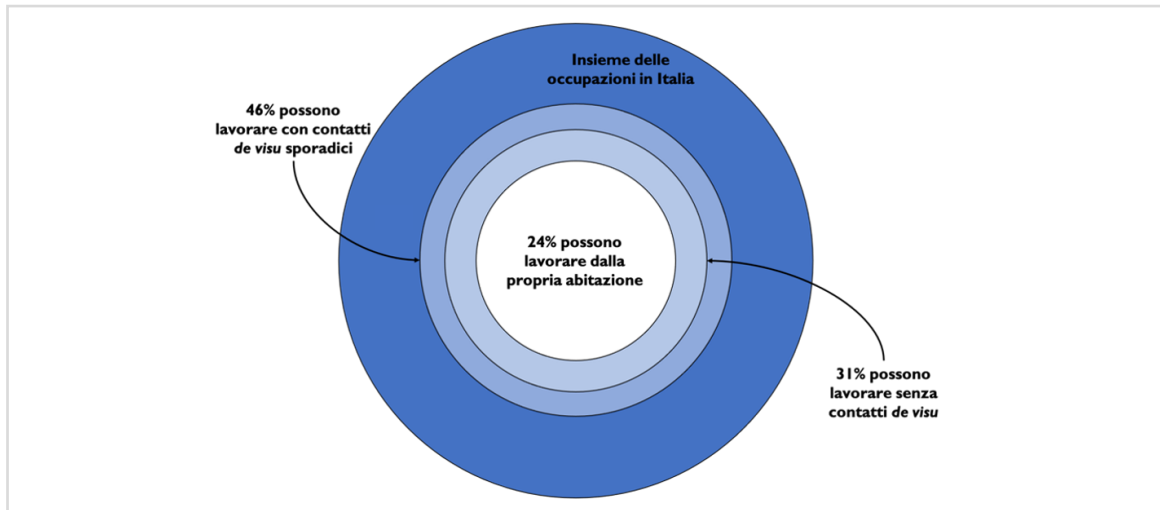 Insieme delle
occupazioni in Italia
46% possono
lavorare con contatti
de visu sporadici
24% possono
lavorare dalla
propria abitazione
31% possono
lavorare senza
contatti de visu